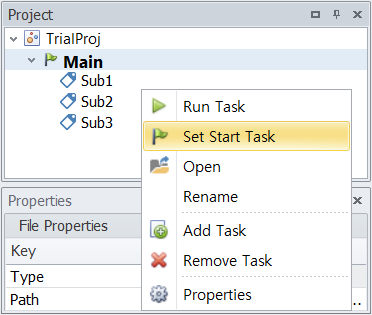 Project
TrialProj
Main
Sub1
Sub2
Sub3
Run Task
Set Start Task
Open
Rename
Add Task
Remove Task
Properties
Properties
File Properties
Key
Type
Path
..